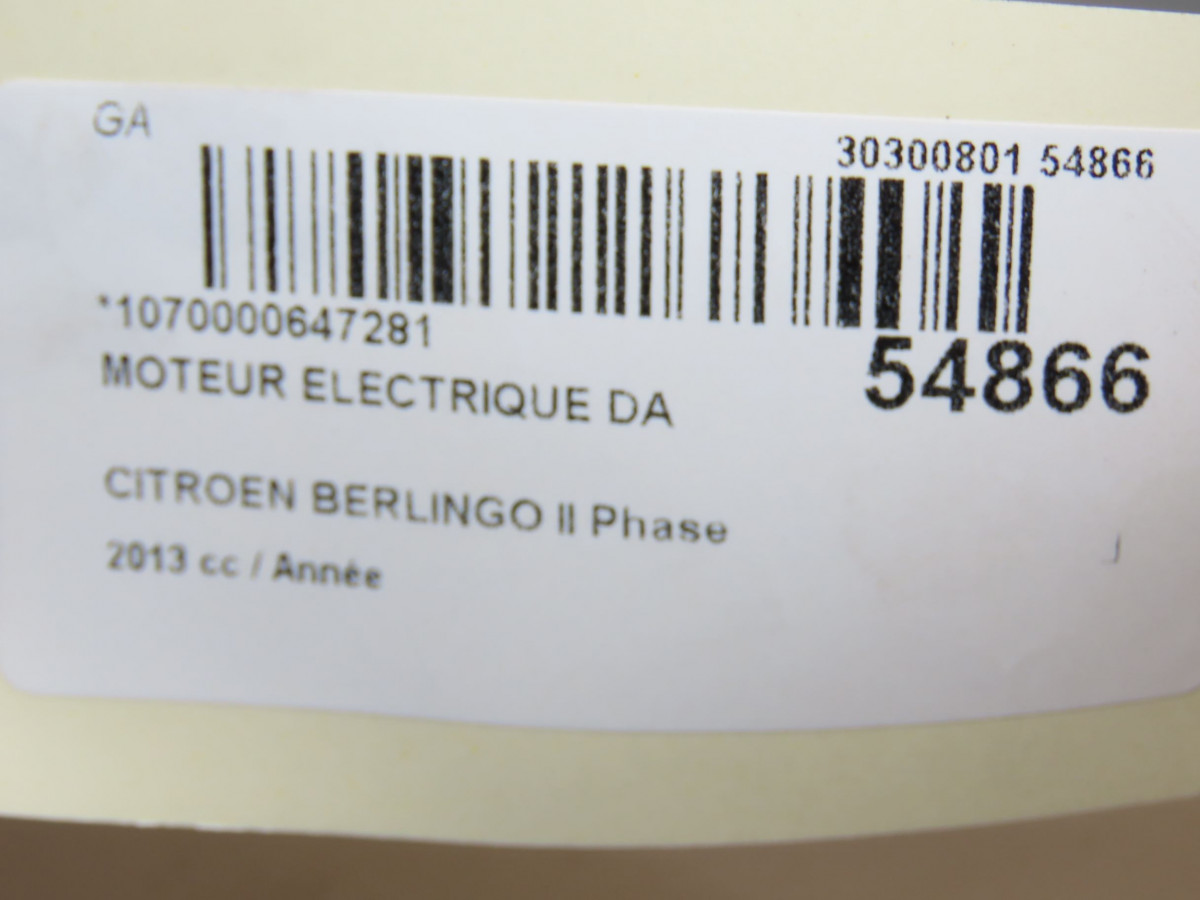 GA
30300801 54866
*1070000647281
54866
MOTEUR ELECTRIQUE DA
CITROEN BERLINGO II Phase
2013 cc / Année